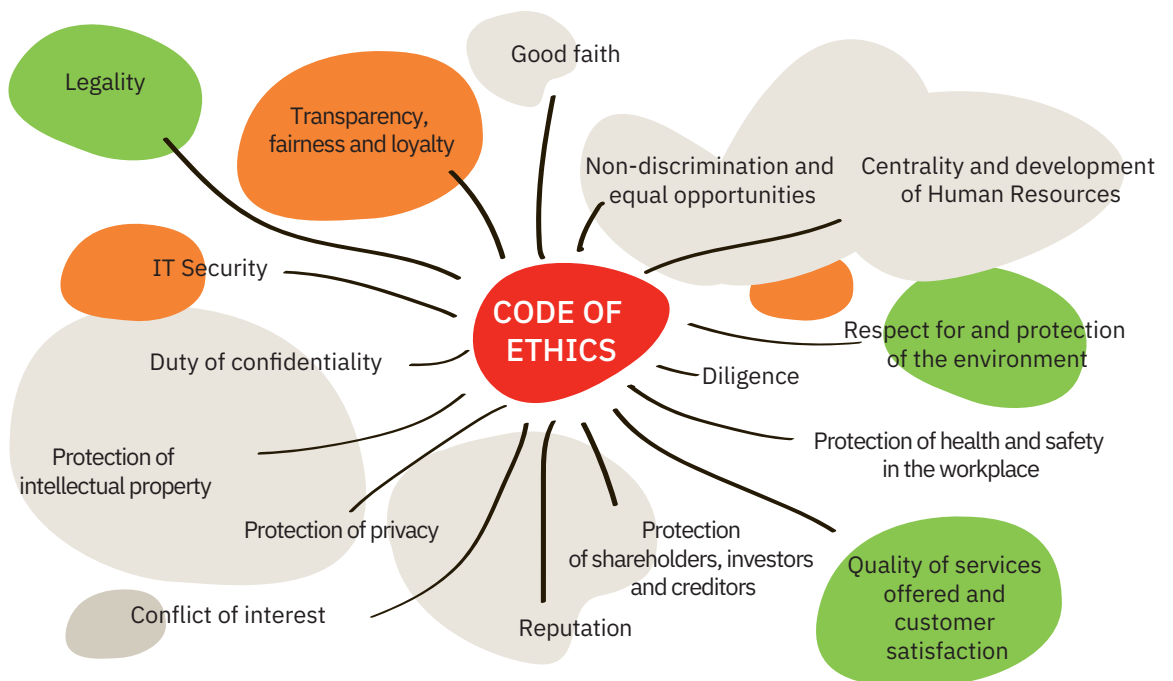 Good faith
Legality
Transparency,
fairness and loyalty
Non-discrimination and
equal opportunities
Centrality and development
of Human Resources
IT Security
CODE OF
ETHICS
Respect for and protection
of the environment
Duty of confidentiality
Diligence
Protection of health and safety
in the workplace
Protection of
intellectual property
Protection of privacy
Protection
of shareholders, investors
and creditors
Quality of services
offered and
customer
satisfaction
Conflict of interest
Reputation